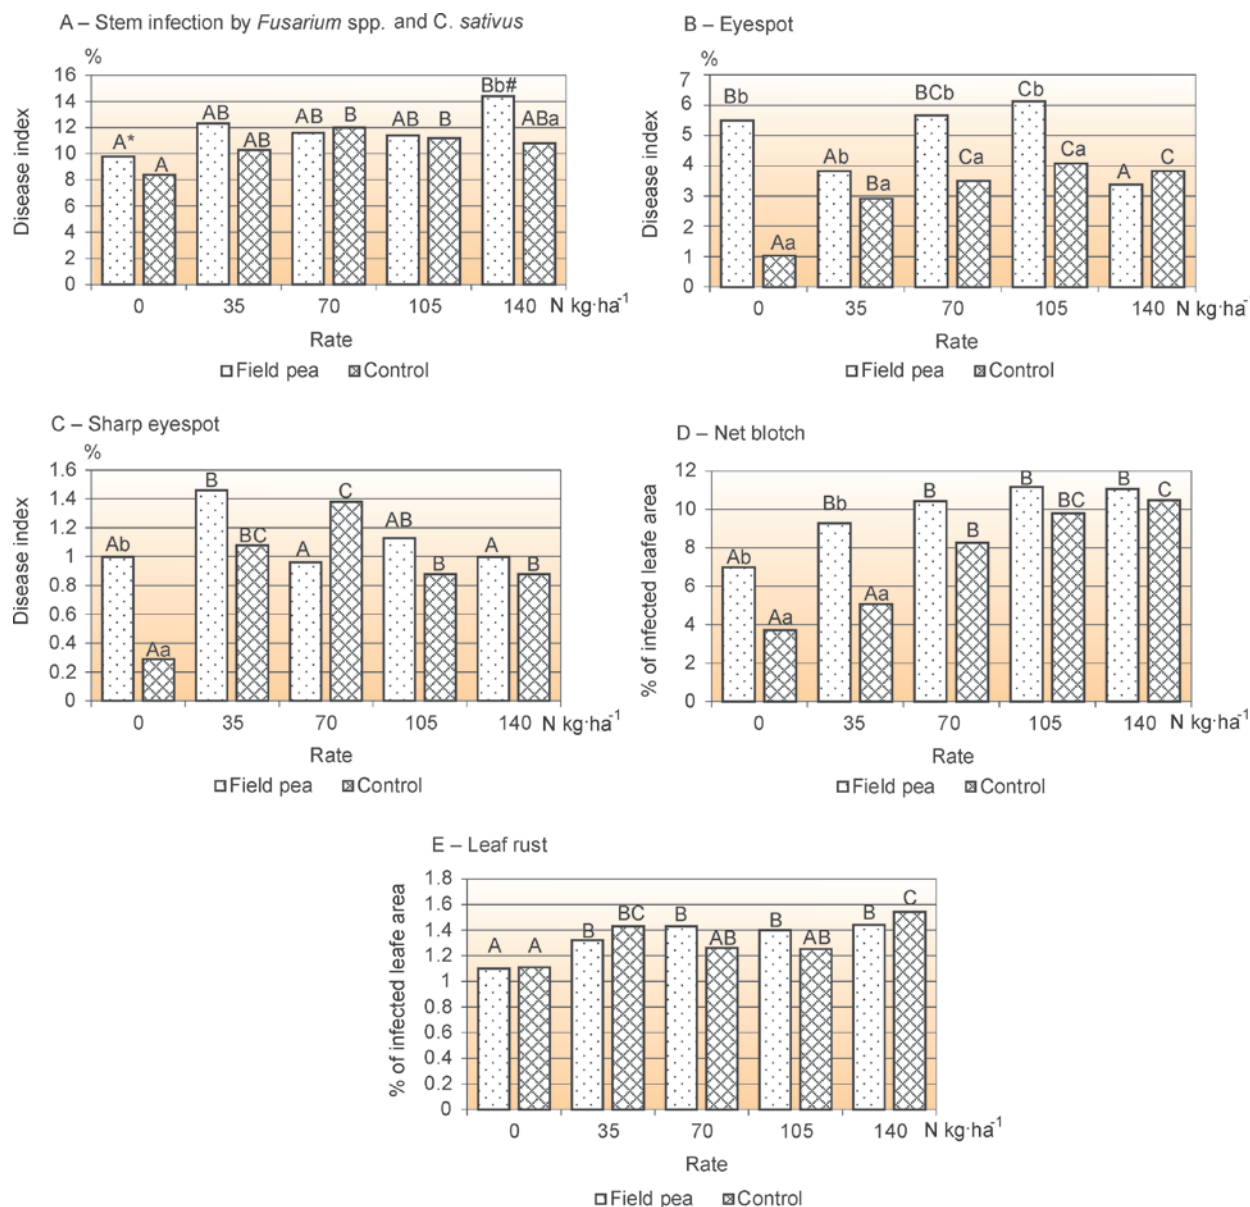 A – Stem infection by Fusarium spp. and C. sativus
%
Disease index
16
14
12
10
8
6
4
2
0
A* A AB AB AB B AB B Bb# ABa
0 35 70 105 140 N kg·ha⁻¹
Rate
Field pea Control
B – Eyespot
%
Disease index
7
6
5
4
3
2
1
0
Bb Aa Ab Ba BCb Ca Cb Ca A C
0 35 70 105 140 N kg·ha⁻¹
Rate
Field pea Control
C – Sharp eyespot
%
Disease index
1.6
1.4
1.2
1
0.8
0.6
0.4
0.2
0
Ab Aa B BC A C AB B A B
0 35 70 105 140 N kg·ha⁻¹
Rate
Field pea Control
D – Net blotch
% of infected leafe area
12
10
8
6
4
2
0
Ab Aa Bb Aa B B B BC B C
0 35 70 105 140 N kg·ha⁻¹
Rate
Field pea Control
E – Leaf rust
% of infected leafe area
1.8
1.6
1.4
1.2
1
0.8
0.6
0.4
0.2
0
A A B BC B AB B AB B C
0 35 70 105 140 N kg·ha⁻¹
Rate
Field pea Control